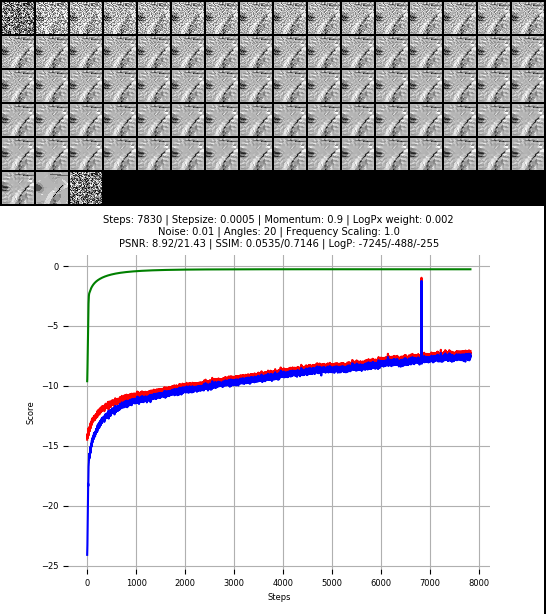 Steps: 7830 | Stepsize: 0.0005 | Momentum: 0.9 | LogPx weight: 0.002
Noise: 0.01 | Angles: 20 | Frequency Scaling: 1.0
PSNR: 8.92/21.43 | SSIM: 0.0535/0.7146 | LogP: -7245/-488/-255
0
−5
−10
−15
−20
−25
Score
0 1000 2000 3000 4000 5000 6000 7000 8000
Steps